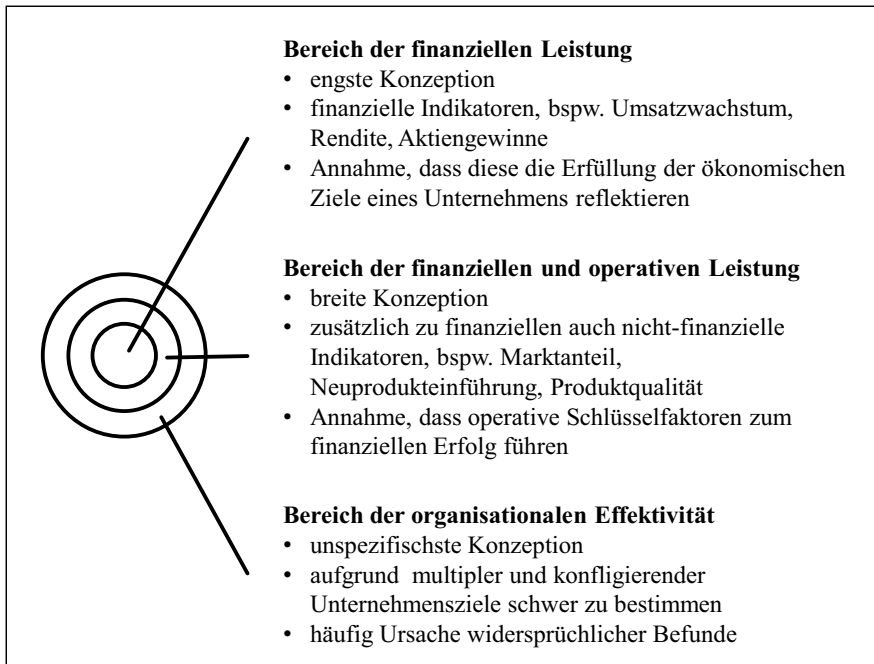 Bereich der finanziellen Leistung
• engste Konzeption
• finanzielle Indikatoren, bspw. Umsatzwachstum,
Rendite, Aktiengewinne
• Annahme, dass diese die Erfüllung der ökonomischen
Ziele eines Unternehmens reflektieren
Bereich der finanziellen und operativen Leistung
• breite Konzeption
• zusätzlich zu finanziellen auch nicht-finanzielle
Indikatoren, bspw. Marktanteil,
Neuprodukteinführung, Produktqualität
• Annahme, dass operative Schlüsselfaktoren zum
finanziellen Erfolg führen
Bereich der organisationalen Effektivität
• unspezifischste Konzeption
• aufgrund multipler und konfligierender
Unternehmensziele schwer zu bestimmen
• häufig Ursache widersprüchlicher Befunde